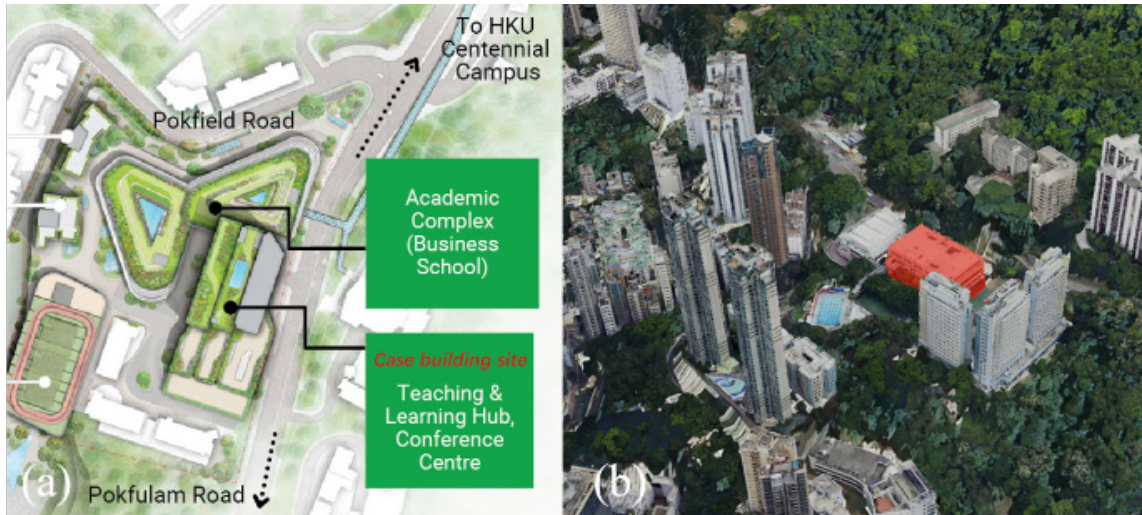 To HKU
Centennial
Campus
Pokfield Road
Academic
Complex
(Business
School)
Case building site
Teaching &
Learning Hub,
Conference
Centre
(a)
Pokfulam Road
(b)